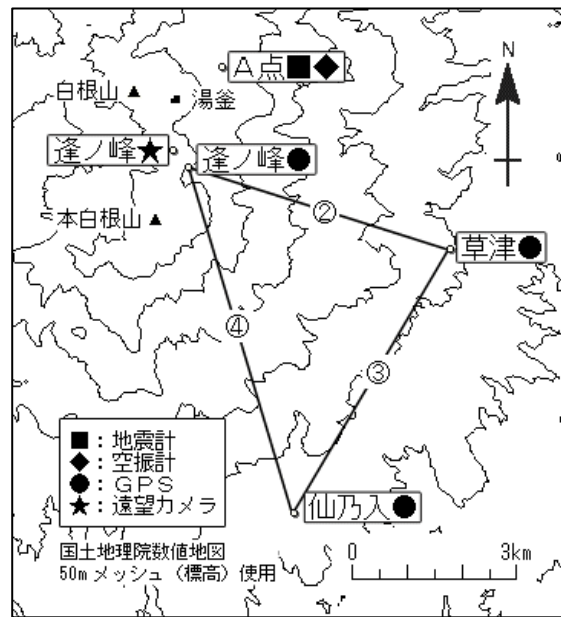 N
A点■◆
白根山▲
■湯釜
逢ノ峰★
逢ノ峰●
本白根山▲
②
草津●
④
③
仙乃入●
■：地震計
◆：空振計
●：GPS
★：遠望カメラ
国土地理院数値地図
50mメッシュ（標高）使用
0 3km